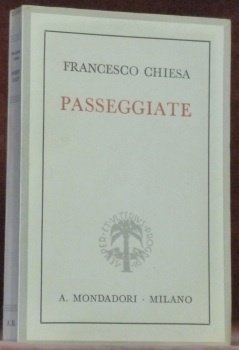 FRANCESCO CHIESA
PASSEGGIATE
A. MONDADORI · MILANO